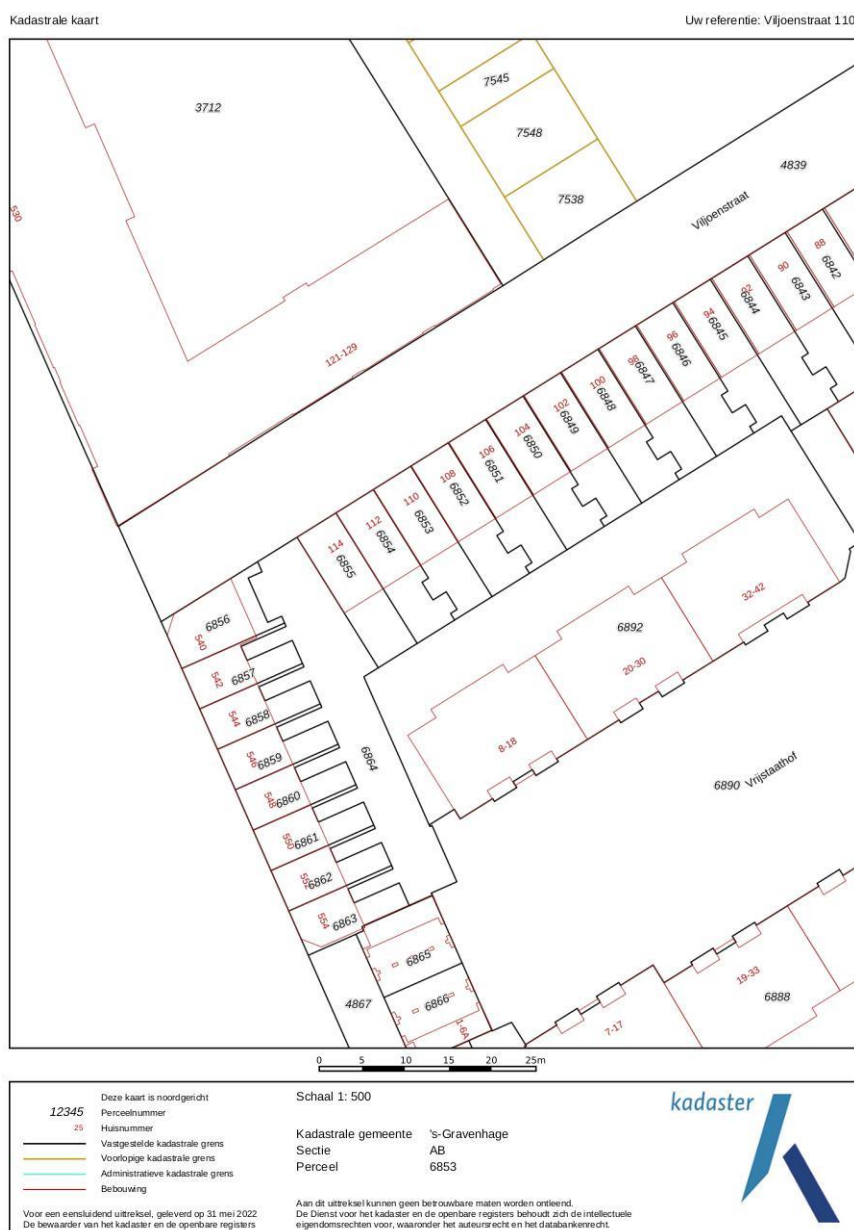 Kadastrale kaart
Uw referentie: Viljoenstraat 110
3712
7545
7548
7538
4839
Viljoenstraat
530
121-129
88
6842
90
6843
92
6844
94
6845
96
6846
98
6847
100
6848
102
6849
104
6850
106
6851
108
6852
110
6853
112
6854
114
6855
6856
540
542
6857
544
6858
546
6859
548
6860
550
6861
552
6862
554
6863
6864
6892
32-42
20-30
8-18
6890
Vrijstaathof
6865
6866
4867
1-6A
7-17
19-33
6888
0 5 10 15 20 25m
Deze kaart is noordgericht
12345 Perceelnummer
25 Huisnummer
Vastgestelde kadastrale grens
Voorlopige kadastrale grens
Administratieve kadastrale grens
Bebouwing
Voor een eensluidend uittreksel, geleverd op 31 mei 2022
De bewaarder van het kadaster en de openbare registers
Schaal 1: 500
Kadastrale gemeente 's-Gravenhage
Sectie AB
Perceel 6853
Aan dit uittreksel kunnen geen betrouwbare maten worden ontleend.
De Dienst voor het kadaster en de openbare registers behoudt zich de intellectuele
eigendomsrechten voor, waaronder het auteursrecht en het databankenrecht.
kadaster